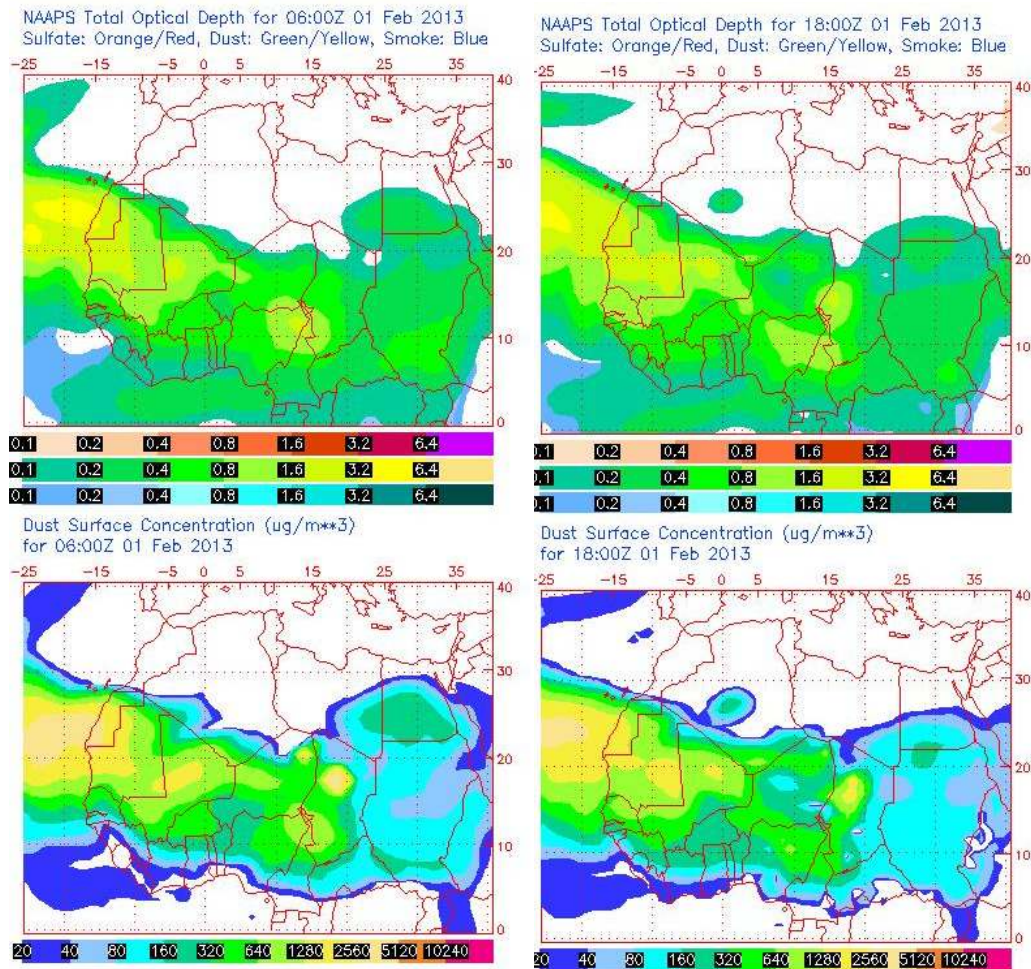 NAAPS Total Optical Depth for 06:00Z 01 Feb 2013
Sulfate: Orange/Red, Dust: Green/Yellow, Smoke: Blue
-25 -15 -5 0 5 15 25 35
40
30
20
10
0
0.1 0.2 0.4 0.8 1.6 3.2 6.4
0.1 0.2 0.4 0.8 1.6 3.2 6.4
0.1 0.2 0.4 0.8 1.6 3.2 6.4
NAAPS Total Optical Depth for 18:00Z 01 Feb 2013
Sulfate: Orange/Red, Dust: Green/Yellow, Smoke: Blue
-25 -15 -5 0 5 15 25 35
40
30
20
10
0
0.1 0.2 0.4 0.8 1.6 3.2 6.4
0.1 0.2 0.4 0.8 1.6 3.2 6.4
0.1 0.2 0.4 0.8 1.6 3.2 6.4
Dust Surface Concentration (ug/m**3)
for 06:00Z 01 Feb 2013
-25 -15 -5 0 5 15 25 35
40
30
20
10
0
20 40 80 160 320 640 1280 2560 5120 10240
Dust Surface Concentration (ug/m**3)
for 18:00Z 01 Feb 2013
-25 -15 -5 0 5 15 25 35
40
30
20
10
0
20 40 80 160 320 640 1280 2560 5120 10240